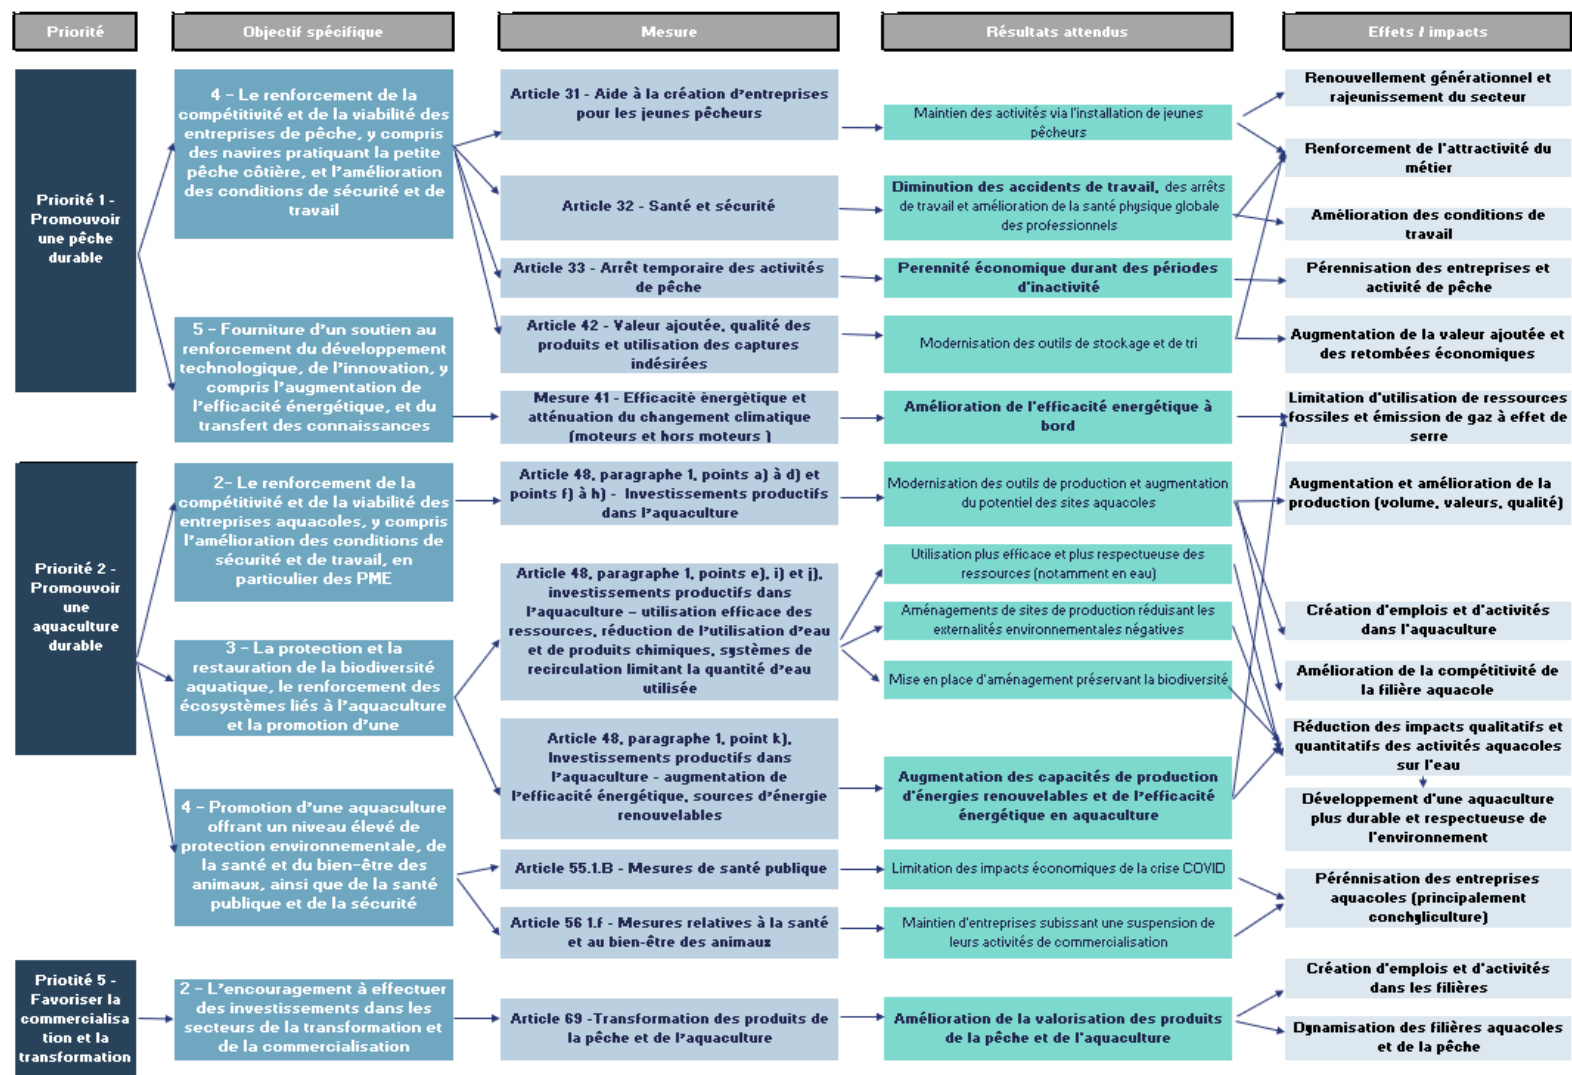 Priorité
Objectif spécifique
Mesure
Résultats attendus
Effets / impacts
Priorité 1 -
Promouvoir
une pêche
durable
4 – Le renforcement de la
compétitivité et de la viabilité des
entreprises de pêche, y compris
des navires pratiquant la petite
pêche côtière, et l'amélioration
des conditions de sécurité et de
travail
5 – Fourniture d'un soutien au
renforcement du développement
technologique, de l'innovation, y
compris l'augmentation de
l'efficacité énergétique, et du
transfert des connaissances
Article 31 - Aide à la création d'entreprises
pour les jeunes pêcheurs
Article 32 - Santé et sécurité
Article 33 - Arrêt temporaire des activités
de pêche
Article 42 - Valeur ajoutée, qualité des
produits et utilisation des captures
indésirées
Mesure 41 - Efficacité énergétique et
atténuation du changement climatique
(moteurs et hors moteurs )
Maintien des activités via l'installation de jeunes
pêcheurs
Diminution des accidents de travail, des arrêts
de travail et amélioration de la santé physique globale
des professionnels
Perennité économique durant des périodes
d'inactivité
Modernisation des outils de stockage et de tri
Amélioration de l'efficacité energétique à
bord
Renouvellement générationnel et
rajeunissement du secteur
Renforcement de l'attractivité du
métier
Amélioration des conditions de
travail
Pérennisation des entreprises et
activité de pêche
Augmentation de la valeur ajoutée et
des retombées économiques
Limitation d'utilisation de ressources
fossiles et émission de gaz à effet de
serre
Priorité 2 -
Promouvoir
une
aquaculture
durable
2– Le renforcement de la
compétitivité et de la viabilité des
entreprises aquacoles, y compris
l'amélioration des conditions de
sécurité et de travail, en
particulier des PME
3 – La protection et la
restauration de la biodiversité
aquatique, le renforcement des
écosystèmes liés à l'aquaculture
et la promotion d'une
4 – Promotion d'une aquaculture
offrant un niveau élevé de
protection environnementale, de
la santé et du bien-être des
animaux, ainsi que de la santé
publique et de la sécurité
Article 48, paragraphe 1, points a) à d) et
points f) à h) - Investissements productifs
dans l'aquaculture
Article 48, paragraphe 1, points e), i) et j),
investissements productifs dans
l'aquaculture – utilisation efficace des
ressources, réduction de l'utilisation d'eau
et de produits chimiques, systèmes de
recirculation limitant la quantité d'eau
utilisée
Article 48, paragraphe 1, point k),
Investissements productifs dans
l'aquaculture - augmentation de
l'efficacité énergétique, sources d'énergie
renouvelables
Article 55.1.B - Mesures de santé publique
Article 56 1.f - Mesures relatives à la santé
et au bien-être des animaux
Modernisation des outils de production et augmentation
du potentiel des sites aquacoles
Utilisation plus efficace et plus respectueuse des
ressources (notamment en eau)
Aménagements de sites de production réduisant les
externalités environnementales négatives
Mise en place d'aménagement préservant la biodiversité
Augmentation des capacités de production
d'énergies renouvelables et de l'efficacité
énergétique en aquaculture
Limitation des impacts économiques de la crise COVID
Maintien d'entreprises subissant une suspension de
leurs activités de commercialisation
Augmentation et amélioration de la
production (volume, valeurs, qualité)
Création d'emplois et d'activités
dans l'aquaculture
Amélioration de la compétitivité de
la filière aquacole
Réduction des impacts qualitatifs et
quantitatifs des activités aquacoles
sur l'eau
Développement d'une aquaculture
plus durable et respectueuse de
l'environnement
Pérénnisation des entreprises
aquacoles (principalement
conchyliculture)
Priotité 5 -
Favoriser la
commercialisa
tion et la
transformation
2 – L'encouragement à effectuer
des investissements dans les
secteurs de la transformation et
de la commercialisation
Article 69 -Transformation des produits de
la pêche et de l'aquaculture
Amélioration de la valorisation des produits
de la pêche et de l'aquaculture
Création d'emplois et d'activités
dans les filières
Dynamisation des filières aquacoles
et de la pêche